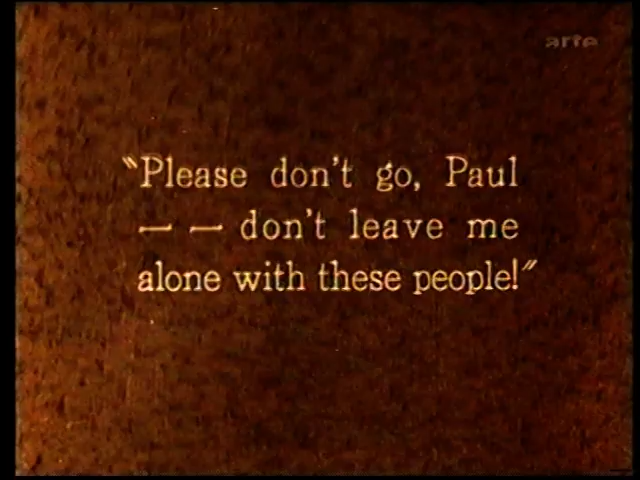 arte
"Please don't go, Paul
— — don't leave me
alone with these people!"